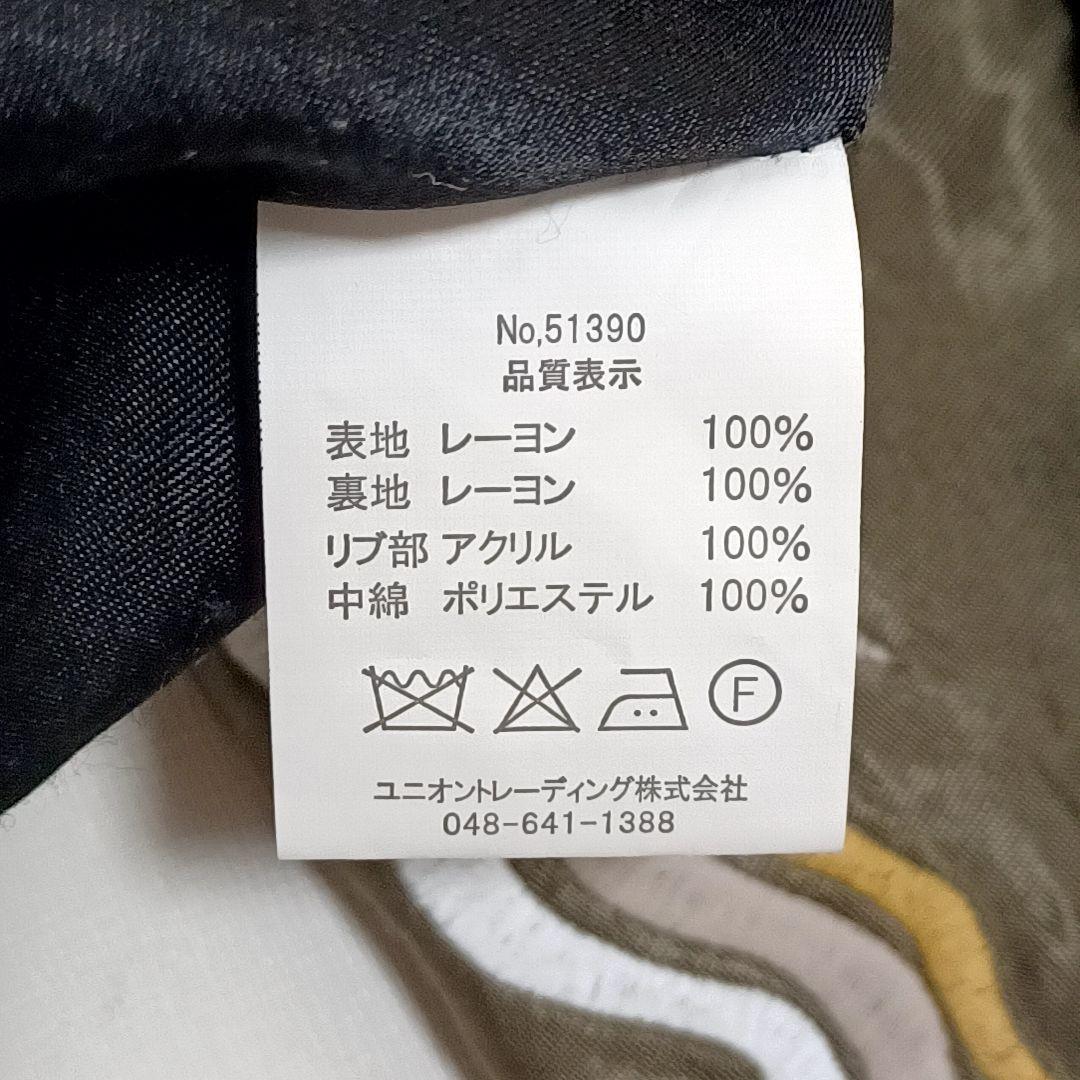 No,51390
品質表示
表地 レーヨン 100%
裏地 レーヨン 100%
リブ部 アクリル 100%
中綿 ポリエステル 100%
F
ユニオントレーディング株式会社
048-641-1388